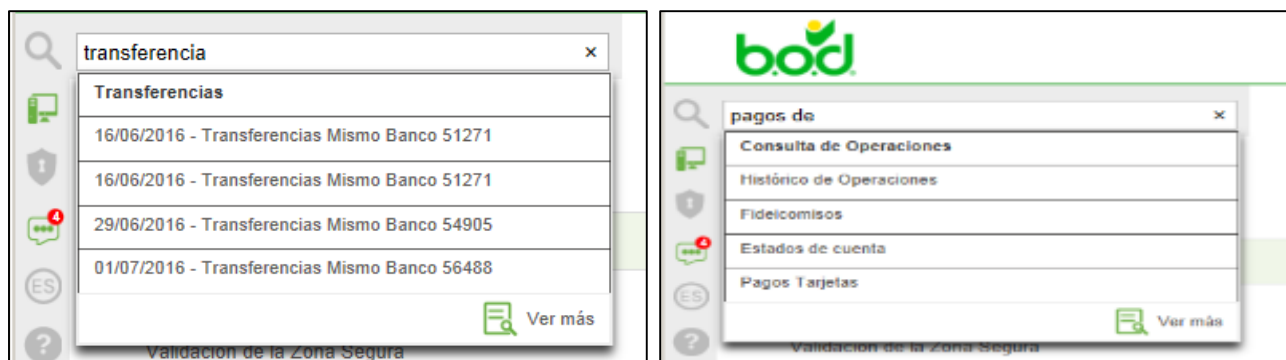 transferencia ×
Transferencias
16/06/2016 - Transferencias Mismo Banco 51271
16/06/2016 - Transferencias Mismo Banco 51271
29/06/2016 - Transferencias Mismo Banco 54905
01/07/2016 - Transferencias Mismo Banco 56488
Ver más
4
ES
?
Validación de la Zona Segura
b.o.d.
pagos de ×
Consulta de Operaciones
Histórico de Operaciones
Fideicomisos
Estados de cuenta
Pagos Tarjetas
Ver más
4
ES
?
Validación de la Zona Segura